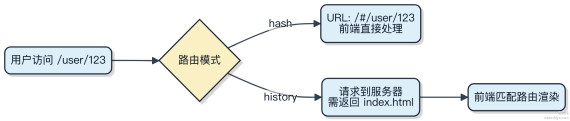 用户访问 /user/123
路由模式
hash
URL: /#/user/123
前端直接处理
history
请求到服务器
需返回 index.html
前端匹配路由渲染